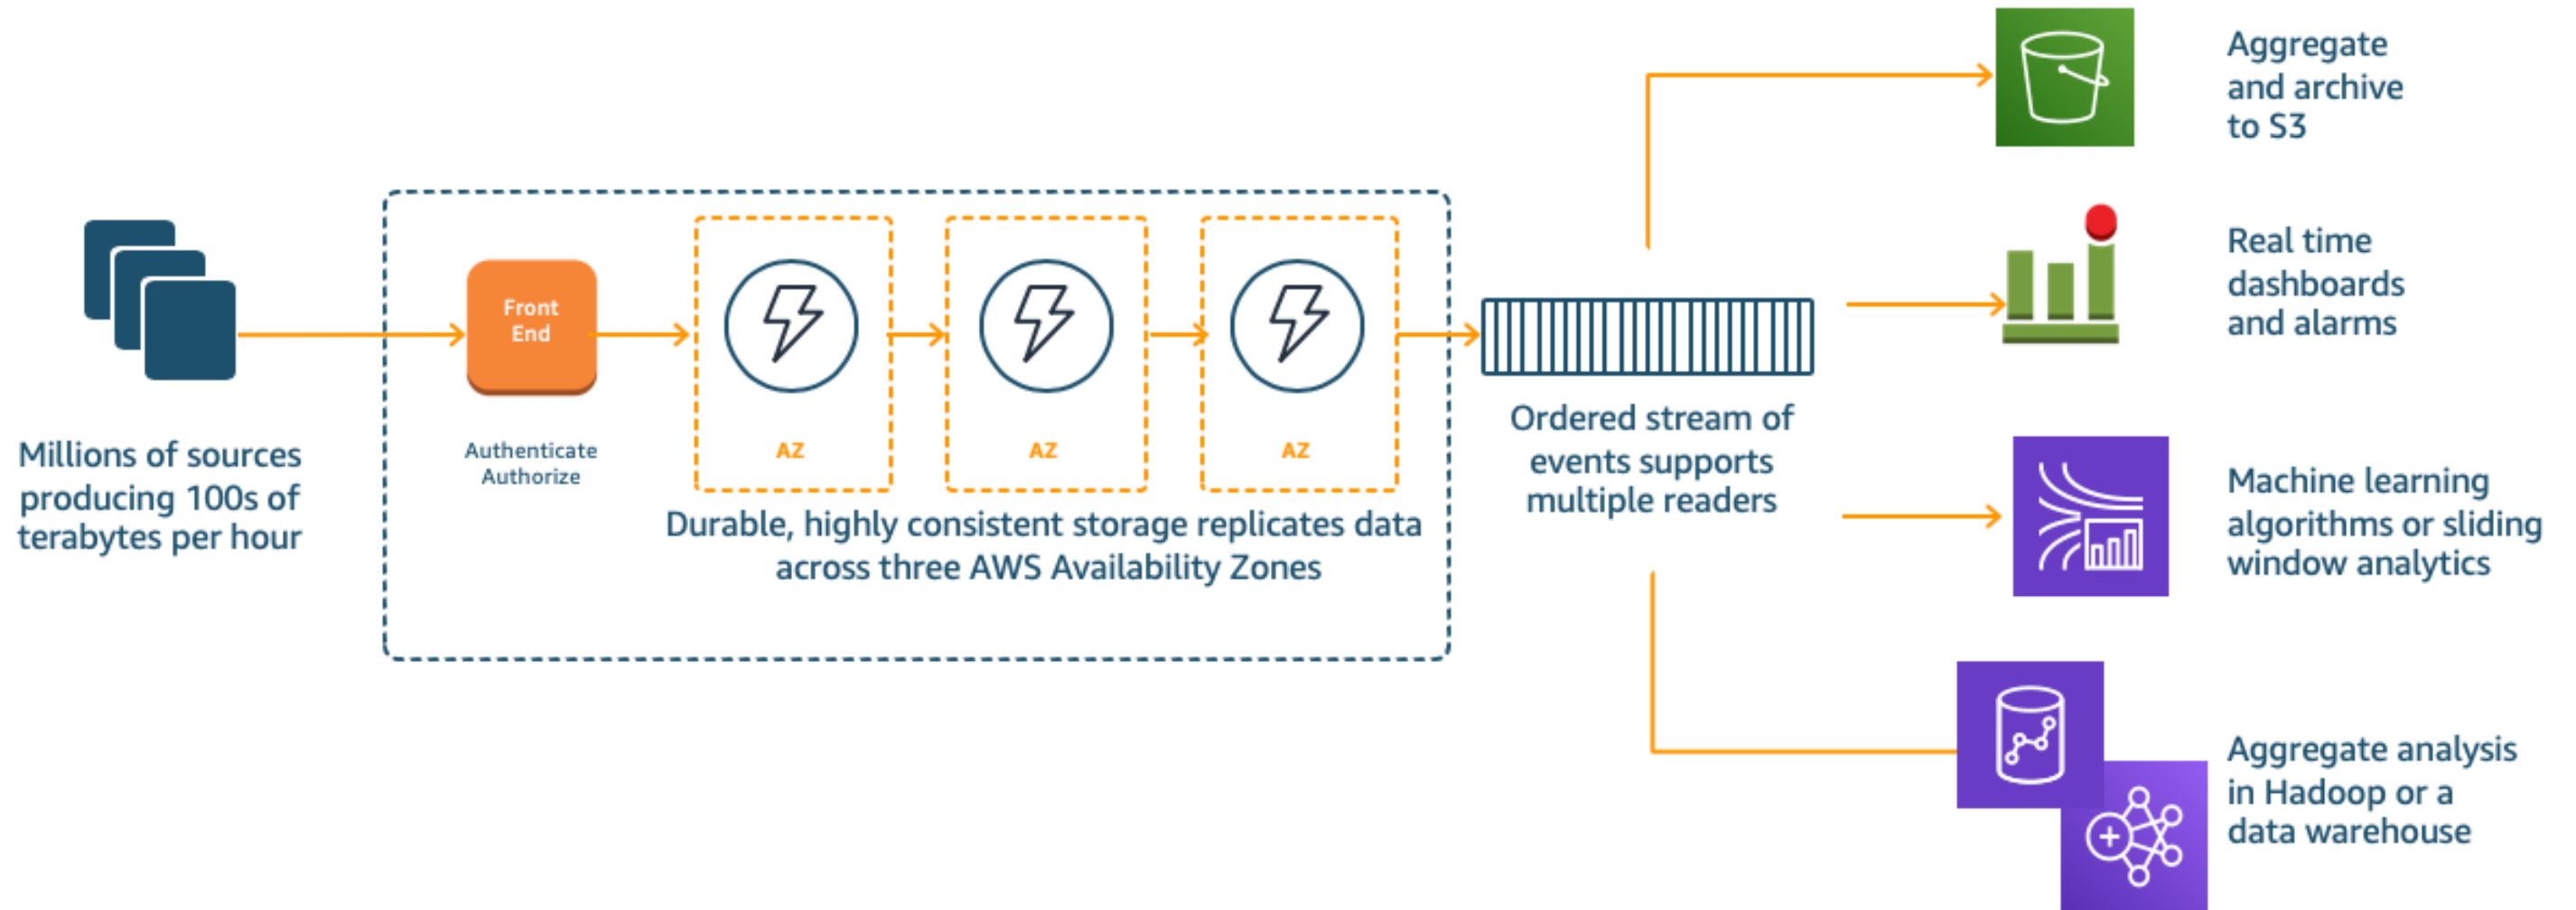 Millions of sources
producing 100s of
terabytes per hour
Front
End
Authenticate
Authorize
AZ
AZ
AZ
Durable, highly consistent storage replicates data
across three AWS Availability Zones
Ordered stream of
events supports
multiple readers
Aggregate
and archive
to S3
Real time
dashboards
and alarms
Machine learning
algorithms or sliding
window analytics
Aggregate analysis
in Hadoop or a
data warehouse